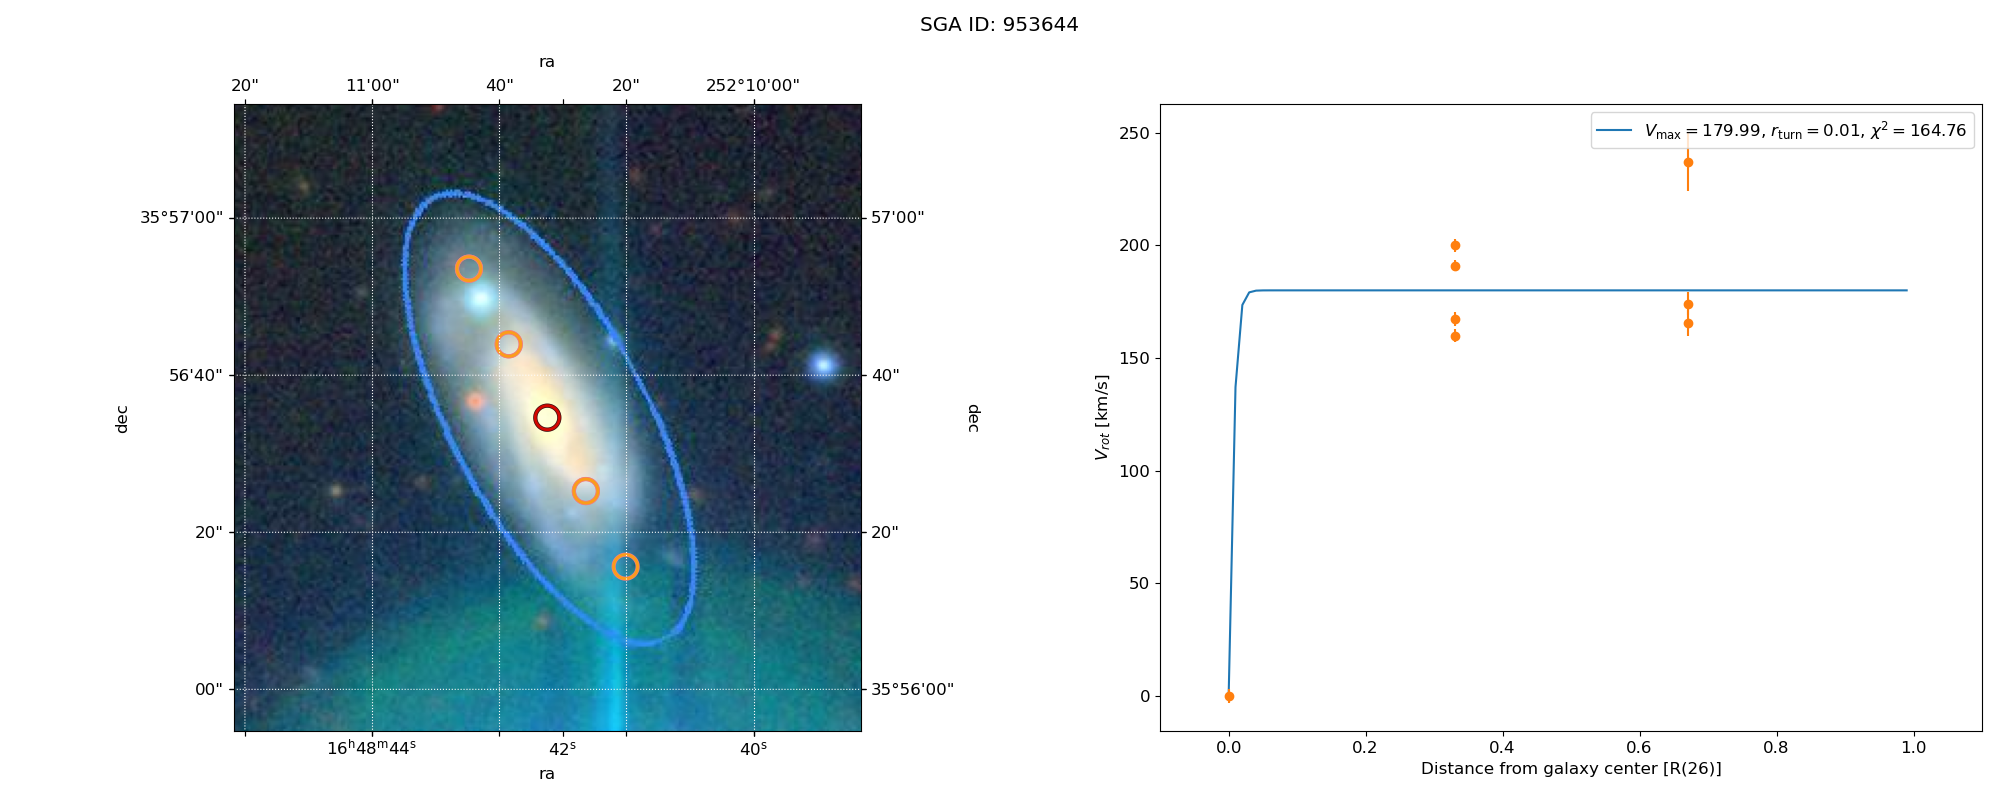 SGA ID: 953644
ra
20" 11'00" 40" 20" 252°10'00"
35°57'00" 57'00"
56'40" 40"
dec dec
20" 20"
00" 35°56'00"
16h48m44s 42s 40s
ra
Vmax = 179.99, rturn = 0.01, χ2 = 164.76
250
200
150
100
50
0
Vrot [km/s]
0.0 0.2 0.4 0.6 0.8 1.0
Distance from galaxy center [R(26)]